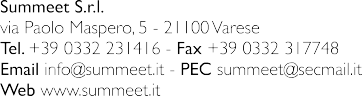 Summeet S.r.l.
via Paolo Maspero, 5 - 21100 Varese
Tel. +39 0332 231416 - Fax +39 0332 317748
Email info@summeet.it - PEC summeet@secmail.it
Web www.summeet.it